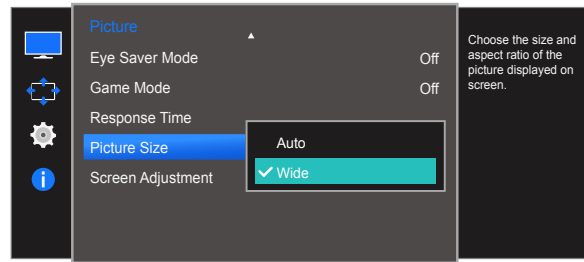 Picture
Eye Saver Mode Off
Game Mode Off
Response Time
Picture Size
Auto
Wide
Screen Adjustment
Choose the size and
aspect ratio of the
picture displayed on
screen.